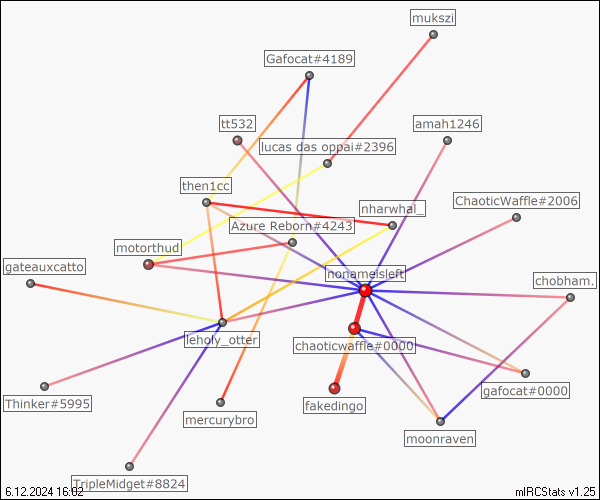 mukszi
Gafocat#4189
tt532
amah1246
lucas das oppai#2396
then1cc
ChaoticWaffle#2006
nharwhal_
Azure Reborn#4243
motorthud
gateauxcatto
nonameisleft
chobham.
leholy_otter
chaoticwaffle#0000
gafocat#0000
Thinker#5995
fakedingo
mercurybro
moonraven
TripleMidget#8824
6.12.2024 16:02
mIRCStats v1.25